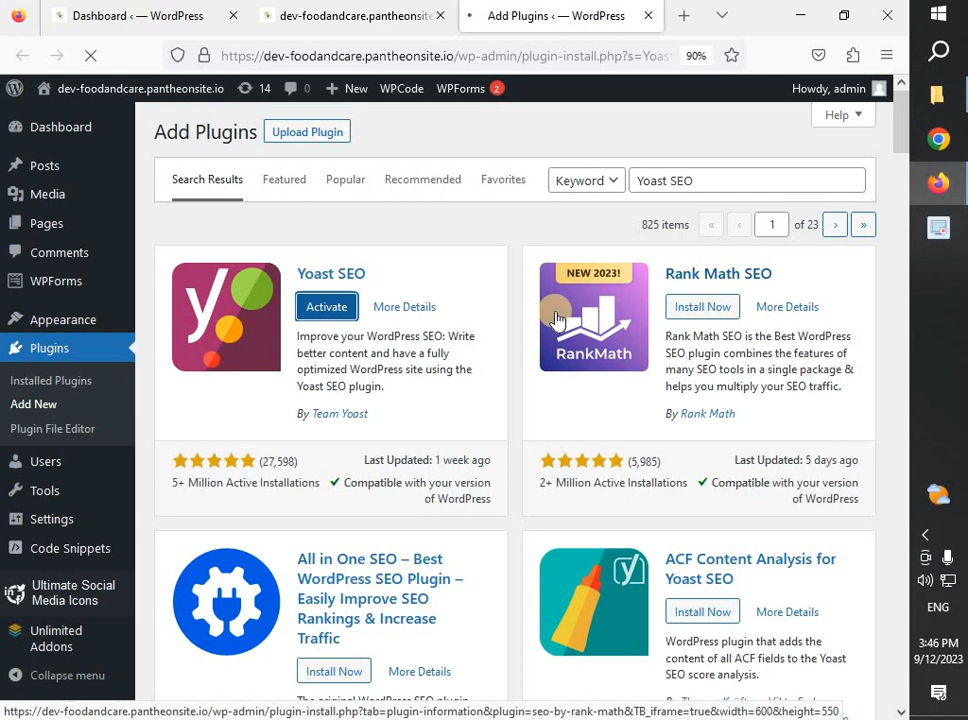 Dashboard ‹ — WordPress
dev-foodandcare.pantheonsite
Add Plugins ‹ — WordPress
https://dev-foodandcare.pantheonsite.io/wp-admin/plugin-install.php?s=Yoast
90%
dev-foodandcare.pantheonsite.io
14
0
New
WPCode
WPForms 2
Howdy, admin
Dashboard
Posts
Media
Pages
Comments
WPForms
Appearance
Plugins
Installed Plugins
Add New
Plugin File Editor
Users
Tools
Settings
Code Snippets
Ultimate Social
Media Icons
Unlimited
Addons
Collapse menu
Help
Add Plugins
Upload Plugin
Search Results
Featured
Popular
Recommended
Favorites
Keyword
Yoast SEO
825 items
«
‹
1
of 23
›
»
Yoast SEO
Activate
More Details
Improve your WordPress SEO: Write
better content and have a fully
optimized WordPress site using the
Yoast SEO plugin.
By Team Yoast
(27,598)
Last Updated: 1 week ago
5+ Million Active Installations
Compatible with your version
of WordPress
NEW 2023!
RankMath
Rank Math SEO
Install Now
More Details
Rank Math SEO is the Best WordPress
SEO plugin combines the features of
many SEO tools in a single package &
helps you multiply your SEO traffic.
By Rank Math
(5,985)
Last Updated: 5 days ago
2+ Million Active Installations
Compatible with your version
of WordPress
All in One SEO – Best
WordPress SEO Plugin –
Easily Improve SEO
Rankings & Increase
Traffic
Install Now
More Details
ACF Content Analysis for
Yoast SEO
Install Now
More Details
WordPress plugin that adds the
content of all ACF fields to the Yoast
SEO score analysis.
https://dev-foodandcare.pantheonsite.io/wp-admin/plugin-install.php?tab=plugin-information&plugin=seo-by-rank-math&TB_iframe=true&width=600&height=550
ENG
3:46 PM
9/12/2023